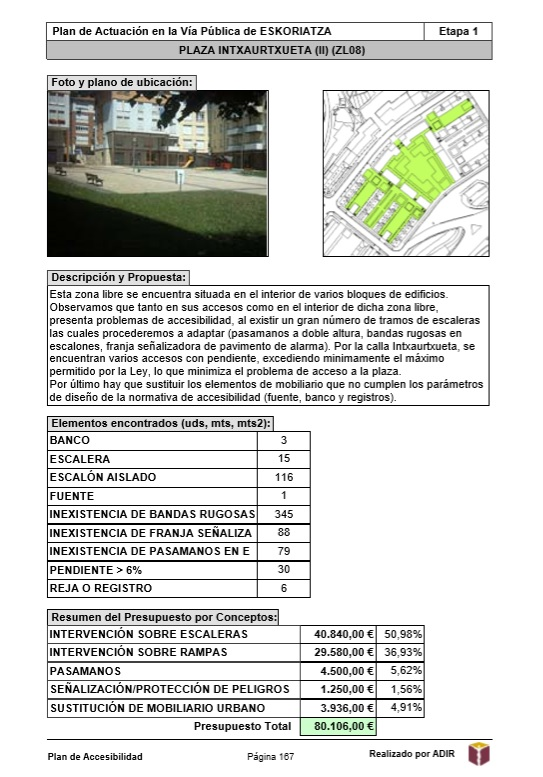 Plan de Actuación en la Vía Pública de ESKORIATZA Etapa 1
PLAZA INTXAURTXUETA (II) (ZL08)
Foto y plano de ubicación:
Descripción y Propuesta:
Esta zona libre se encuentra situada en el interior de varios bloques de edificios.
Observamos que tanto en sus accesos como en el interior de dicha zona libre,
presenta problemas de accesibilidad, al existir un gran número de tramos de escaleras
las cuales procederemos a adaptar (pasamanos a doble altura, bandas rugosas en
escalones, franja señalizadora de pavimento de alarma). Por la calle Intxaurtxueta, se
encuentran varios accesos con pendiente, excediendo minimamente el máximo
permitido por la Ley, lo que minimiza el problema de acceso a la plaza.
Por último hay que sustituir los elementos de mobiliario que no cumplen los parámetros
de diseño de la normativa de accesibilidad (fuente, banco y registros).
Elementos encontrados (uds, mts, mts2):
BANCO 3
ESCALERA 15
ESCALÓN AISLADO 116
FUENTE 1
INEXISTENCIA DE BANDAS RUGOSAS 345
INEXISTENCIA DE FRANJA SEÑALIZA 88
INEXISTENCIA DE PASAMANOS EN E 79
PENDIENTE > 6% 30
REJA O REGISTRO 6
Resumen del Presupuesto por Conceptos:
INTERVENCIÓN SOBRE ESCALERAS 40.840,00 € 50,98%
INTERVENCIÓN SOBRE RAMPAS 29.580,00 € 36,93%
PASAMANOS 4.500,00 € 5,62%
SEÑALIZACIÓN/PROTECCIÓN DE PELIGROS 1.250,00 € 1,56%
SUSTITUCIÓN DE MOBILIARIO URBANO 3.936,00 € 4,91%
Presupuesto Total 80.106,00 €
Plan de Accesibilidad Página 167 Realizado por ADIR